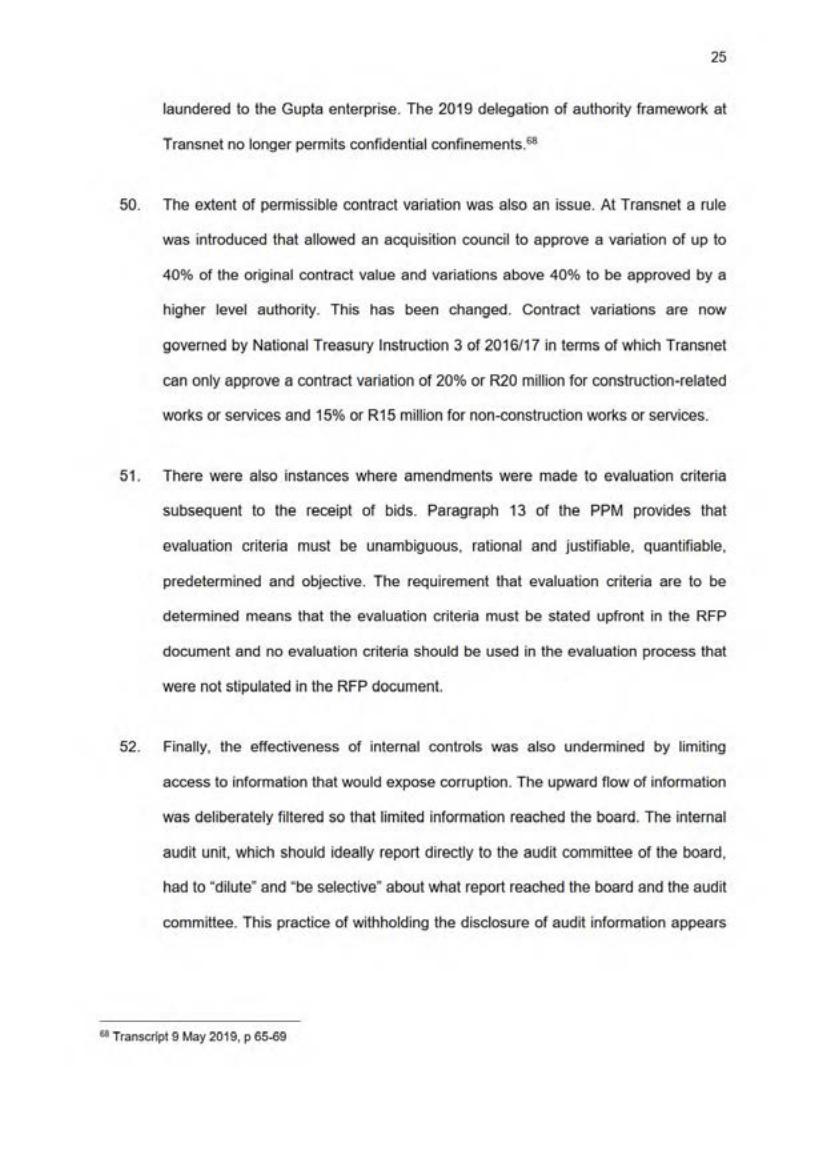 25
laundered to the Gupta enterprise. The 2019 delegation of authority framework at
Transnet no longer permits confidential confinements.68
50. The extent of permissible contract variation was also an issue. At Transnet a rule
was introduced that allowed an acquisition council to approve a variation of up to
40% of the original contract value and variations above 40% to be approved by a
higher level authority. This has been changed. Contract variations are now
governed by National Treasury Instruction 3 of 2016/17 in terms of which Transnet
can only approve a contract variation of 20% or R20 million for construction-related
works or services and 15% or R15 million for non-construction works or services.
51. There were also instances where amendments were made to evaluation criteria
subsequent to the receipt of bids. Paragraph 13 of the PPM provides that
evaluation criteria must be unambiguous, rational and justifiable, quantifiable,
predetermined and objective. The requirement that evaluation criteria are to be
determined means that the evaluation criteria must be stated upfront in the RFP
document and no evaluation criteria should be used in the evaluation process that
were not stipulated in the RFP document.
52. Finally, the effectiveness of internal controls was also undermined by limiting
access to information that would expose corruption. The upward flow of information
was deliberately filtered so that limited information reached the board. The internal
audit unit, which should ideally report directly to the audit committee of the board,
had to “dilute” and “be selective” about what report reached the board and the audit
committee. This practice of withholding the disclosure of audit information appears
68 Transcript 9 May 2019, p 65-69